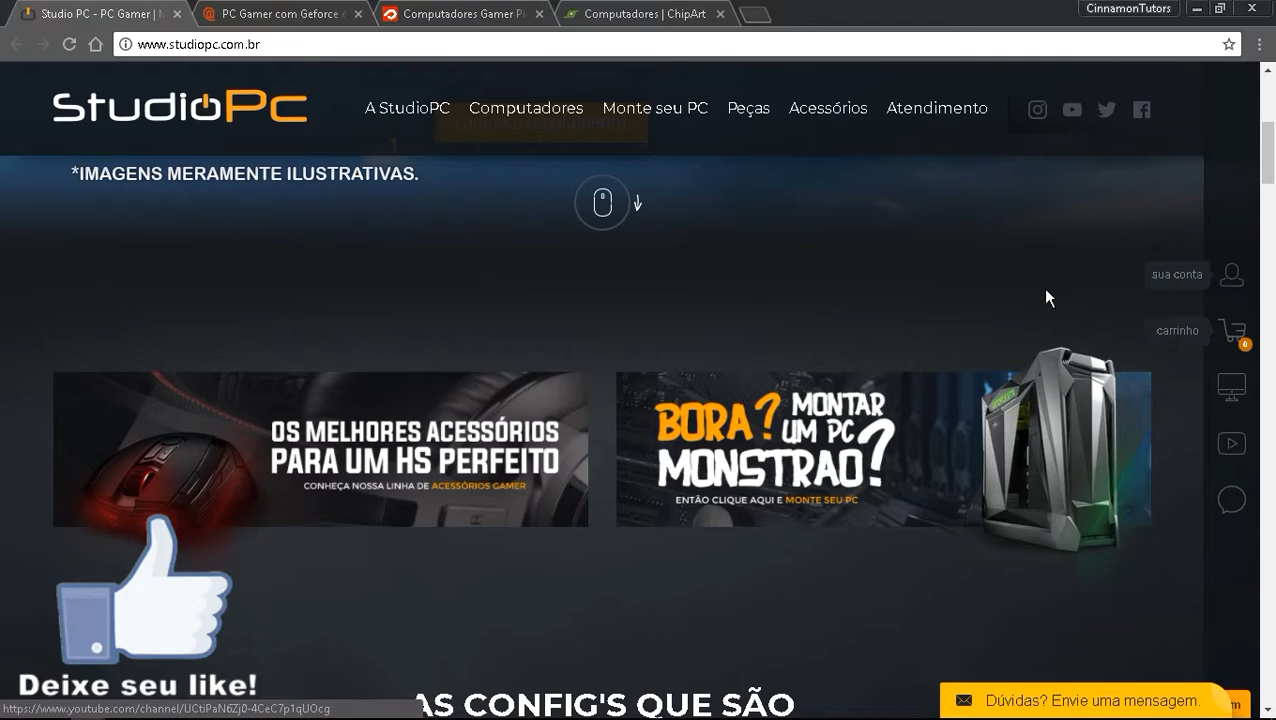 Studio PC - PC Gamer | M
PC Gamer com Geforce é
Computadores Gamer Pi
Computadores | ChipArt
CinnamonTutors
www.studiopc.com.br
StudioPC
A StudioPC Computadores Monte seu PC Peças Acessórios Atendimento
*IMAGENS MERAMENTE ILUSTRATIVAS.
sua conta
carrinho
0
OS MELHORES ACESSÓRIOS
PARA UM HS PERFEITO
CONHEÇA NOSSA LINHA DE ACESSÓRIOS GAMER
BORA? MONTAR
UM PC
MONSTRAO?
ENTÃO CLIQUE AQUI E MONTE SEU PC
Deixe seu like!
AS CONFIG'S QUE SÃO
Dúvidas? Envie uma mensagem.
https://www.youtube.com/channel/UCtiPaN6Zj0-4CeC7p1qUOcg